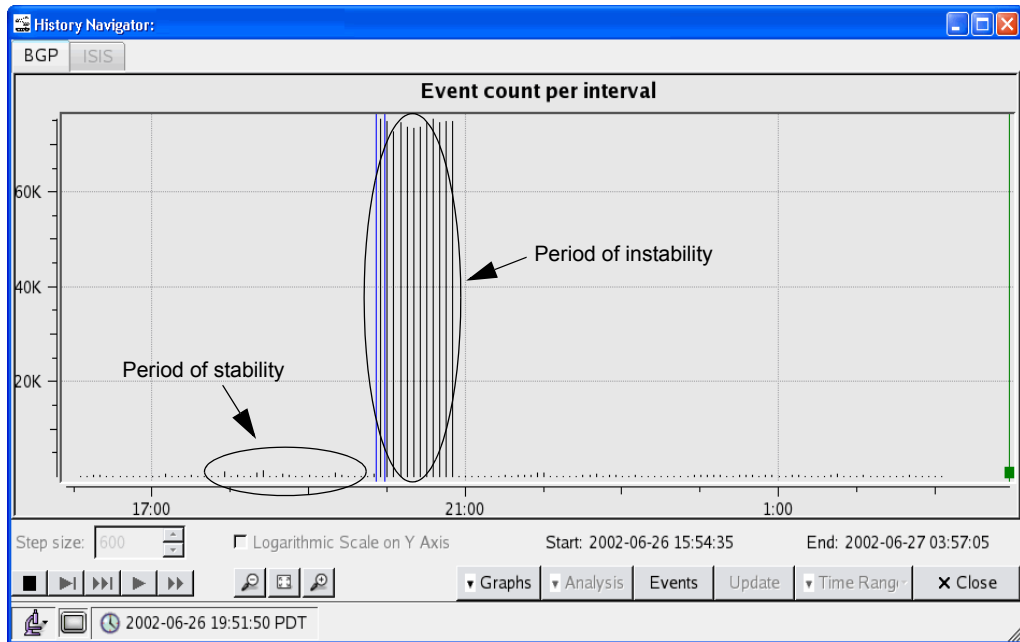 History Navigator:
BGP ISIS
Event count per interval
60K
Period of instability
40K
Period of stability
20K
17:00 21:00 1:00
Step size: 600 Logarithmic Scale on Y Axis Start: 2002-06-26 15:54:35 End: 2002-06-27 03:57:05
Graphs Analysis Events Update Time Range Close
2002-06-26 19:51:50 PDT